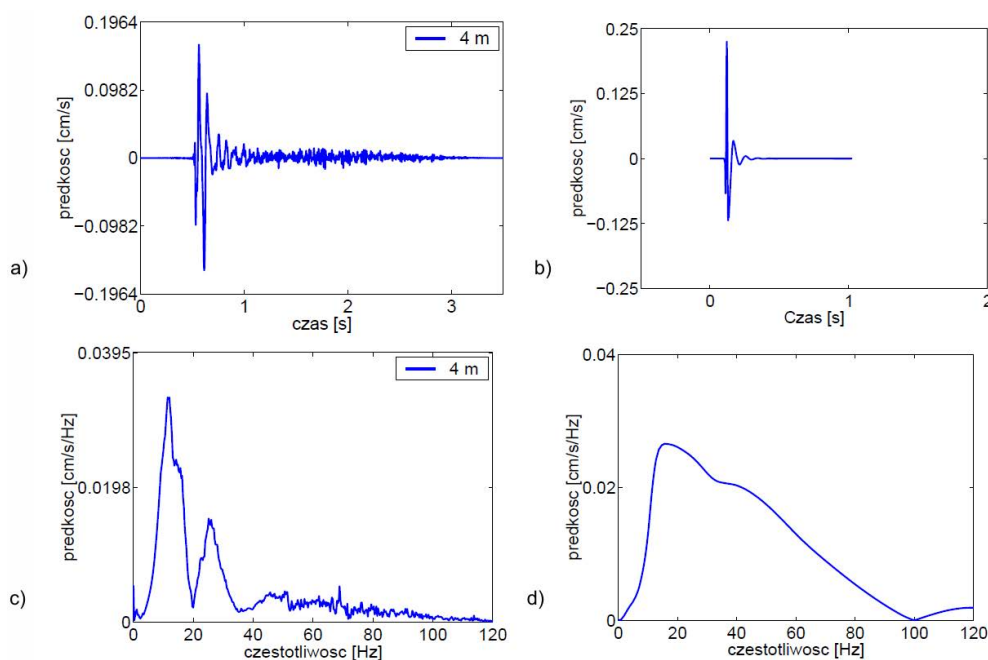 a)
0.1964
0.0982
0
−0.0982
−0.1964
predkosc [cm/s]
4 m
0 1 2 3
czas [s]
b)
0.25
0.125
0
−0.125
−0.25
predkosc [cm/s]
0 1 2
Czas [s]
c)
0.0395
0.0198
0
predkosc [cm/s/Hz]
4 m
0 20 40 60 80 100 120
czestotliwosc [Hz]
d)
0.04
0.02
0
predkosc [cm/s/Hz]
0 20 40 60 80 100 120
czestotliwosc [Hz]